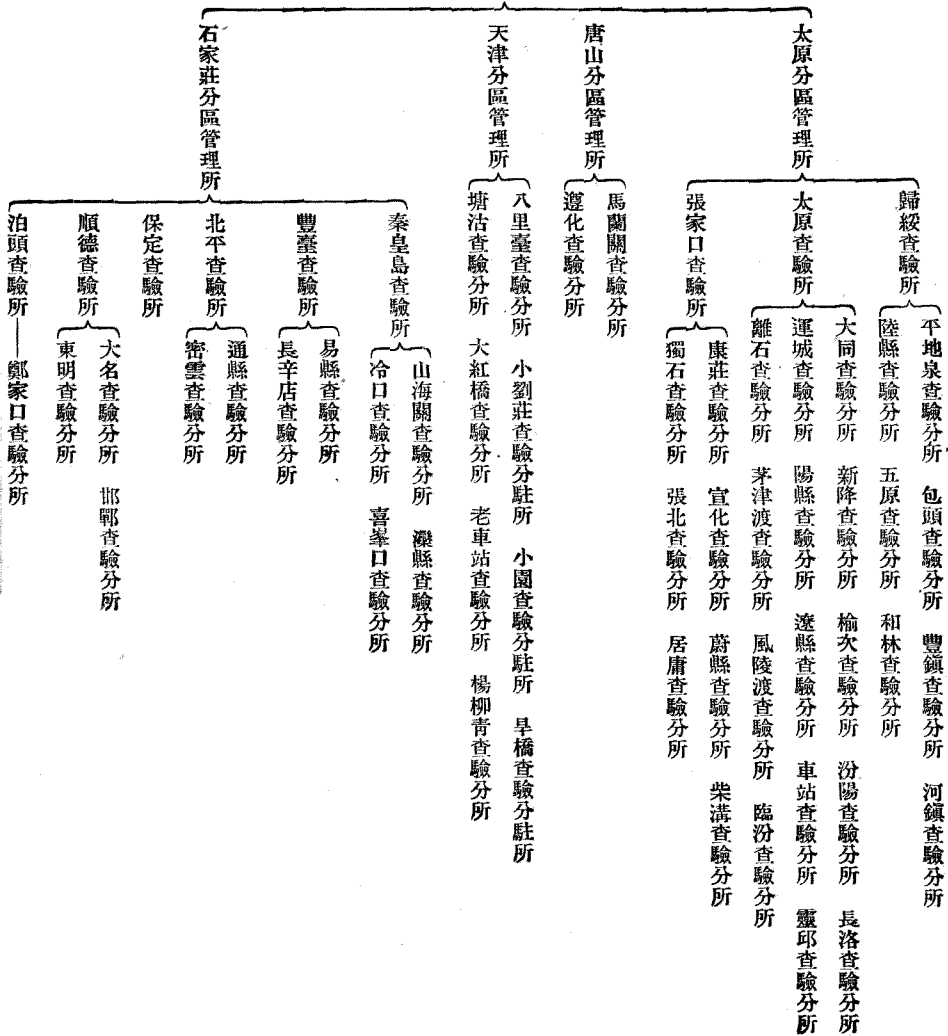 太原分區管理所
歸綏查驗所
平地泉查驗分所　包頭查驗分所　豐鎮查驗分所　河鎮查驗分所
陸縣查驗分所　五原查驗分所　和林查驗分所
太原查驗所
大同查驗分所　新降查驗分所　榆次查驗分所　汾陽查驗分所　長洛查驗分所
運城查驗分所　陽縣查驗分所　遼縣查驗分所　車站查驗分所　靈邱查驗分所
離石查驗分所　茅津渡查驗分所　風陵渡查驗分所　臨汾查驗分所
張家口查驗所
康莊查驗分所　宣化查驗分所　蔚縣查驗分所　柴溝查驗分所
獨石查驗分所　張北查驗分所　居庸查驗分所
唐山分區管理所
馬蘭關查驗分所
遵化查驗分所
天津分區管理所
八里臺查驗分所　小劉莊查驗分駐所　小園查驗分駐所　旱橋查驗分駐所
塘沽查驗分所　大紅橋查驗分所　老車站查驗分所　楊柳青查驗分所
石家莊分區管理所
秦皇島查驗所
山海關查驗分所　灤縣查驗分所
冷口查驗分所　喜峯口查驗分所
豐臺查驗所
易縣查驗分所
長辛店查驗分所
北平查驗所
通縣查驗分所
密雲查驗分所
保定查驗所
順德查驗所
大名查驗分所　邯鄲查驗分所
東明查驗分所
泊頭查驗所——鄭家口查驗分所